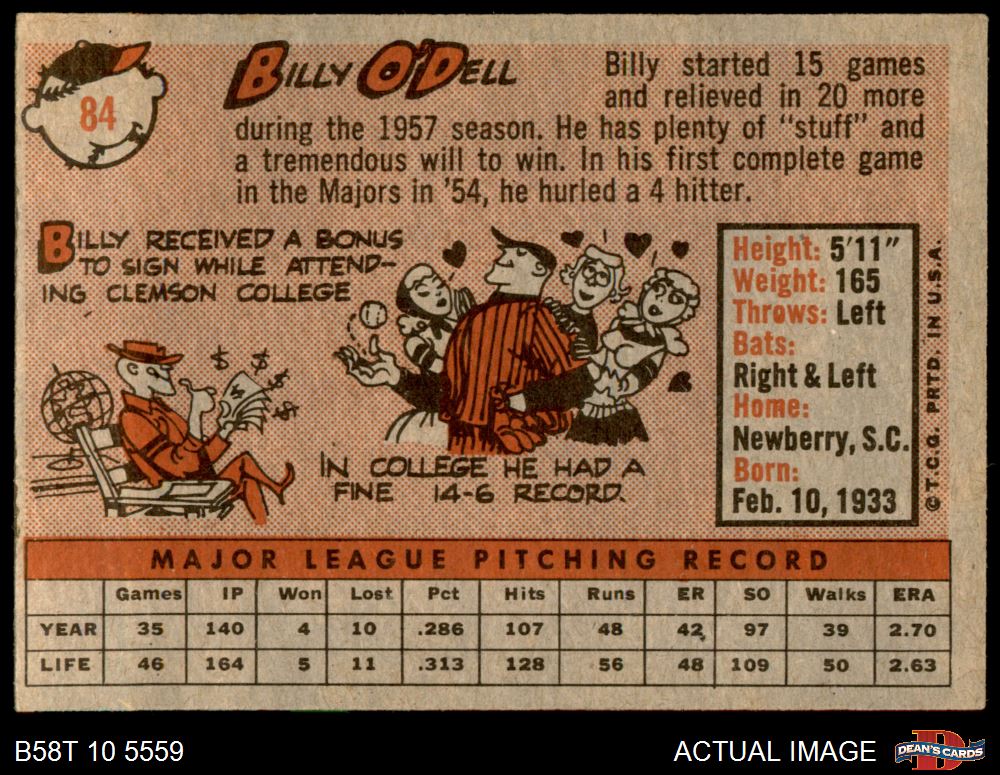 84
BILLY O'DELL
Billy started 15 games
and relieved in 20 more
during the 1957 season. He has plenty of "stuff" and
a tremendous will to win. In his first complete game
in the Majors in '54, he hurled a 4 hitter.
BILLY RECEIVED A BONUS
TO SIGN WHILE ATTEND-
ING CLEMSON COLLEGE
$ $ $ $
IN COLLEGE HE HAD A
FINE 14-6 RECORD.
Height: 5'11"
Weight: 165
Throws: Left
Bats:
Right & Left
Home:
Newberry, S.C.
Born:
Feb. 10, 1933
© T.C.G. PRTD. IN U.S.A.
MAJOR LEAGUE PITCHING RECORD
Games IP Won Lost Pct Hits Runs ER SO Walks ERA
YEAR 35 140 4 10 .286 107 48 42 97 39 2.70
LIFE 46 164 5 11 .313 128 56 48 109 50 2.63
B58T 10 5559
ACTUAL IMAGE
DEAN'S CARDS